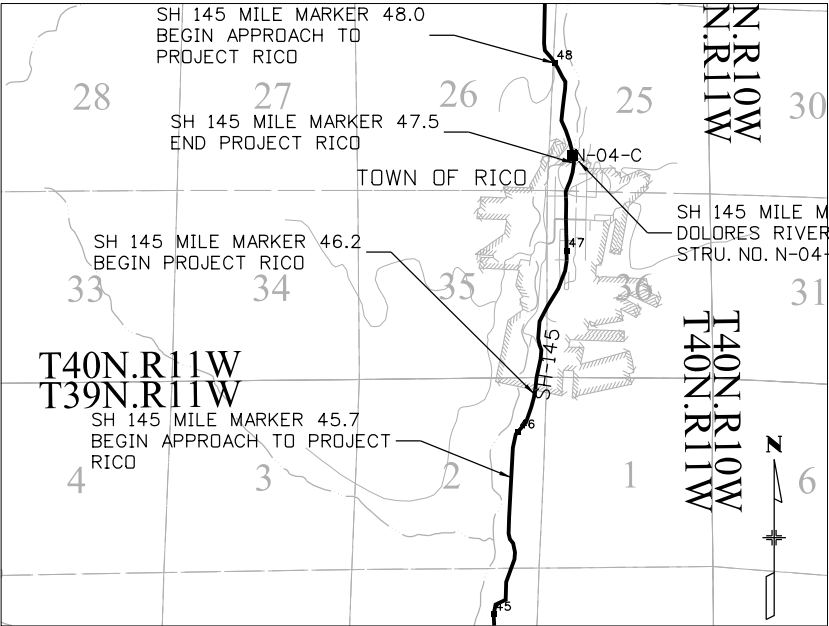 SH 145 MILE MARKER 48.0
BEGIN APPROACH TO
PROJECT RICO
48
28
27
26
25
30
N.R10W
N.R11W
SH 145 MILE MARKER 47.5
END PROJECT RICO
N-04-C
TOWN OF RICO
SH 145 MILE M
DOLORES RIVER
STRU. NO. N-04-
SH 145 MILE MARKER 46.2
BEGIN PROJECT RICO
47
33
34
35
36
31
T40N.R11W
T39N.R11W
SH-145
T40N.R10W
T40N.R11W
SH 145 MILE MARKER 45.7
BEGIN APPROACH TO PROJECT
RICO
46
N
4
3
2
1
6
45